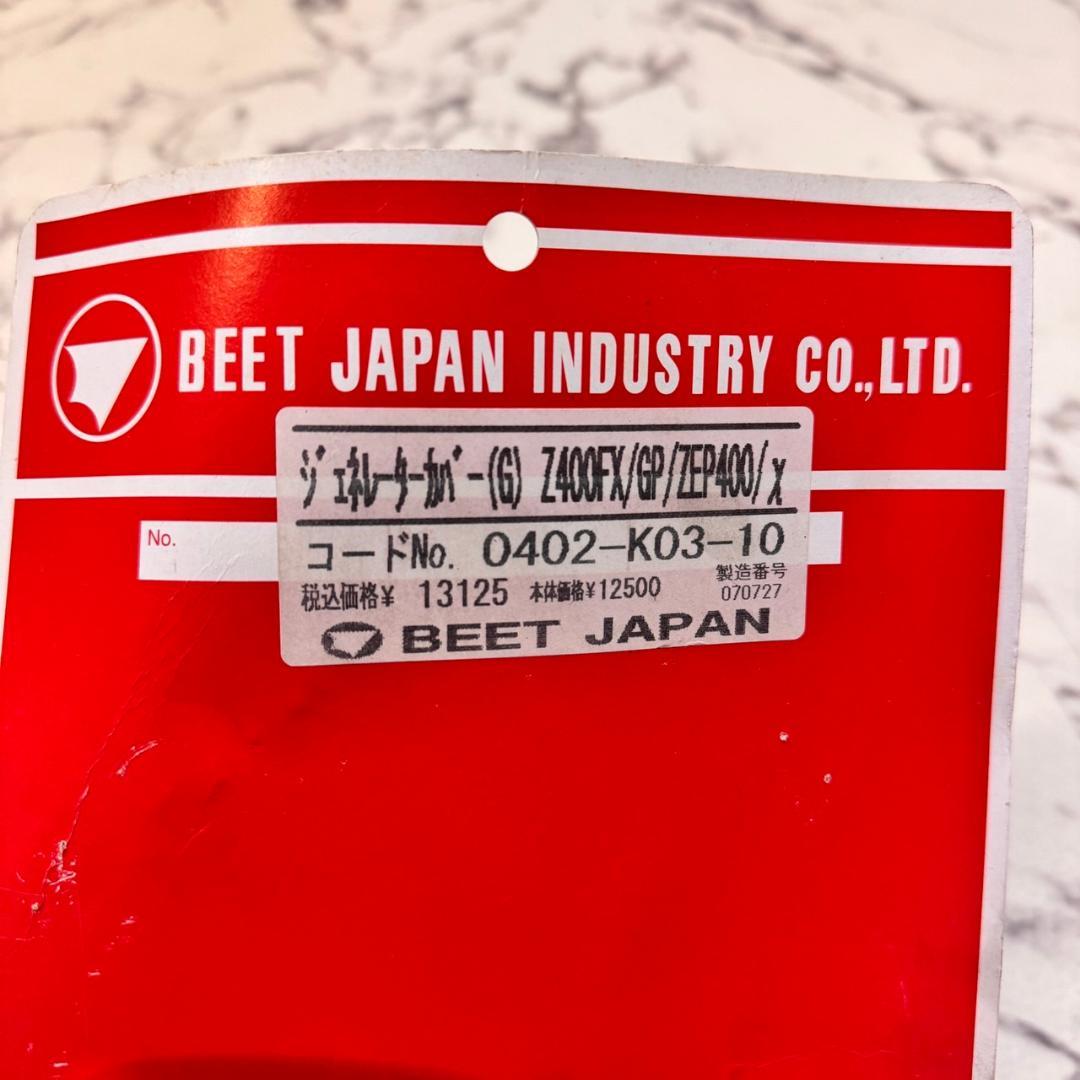 BEET JAPAN INDUSTRY CO.,LTD.
ｼﾞｪﾈﾚｰﾀｰｶﾊﾞｰ(G) Z400FX/GP/ZEP400/χ
No.
コードNo. 0402-K03-10
税込価格¥ 13125 本体価格¥12500 製造番号 070727
BEET JAPAN